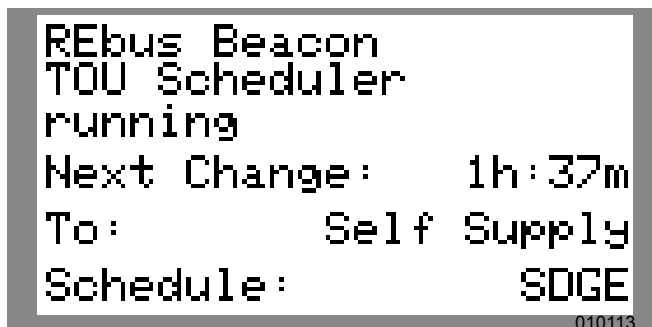 REbus Beacon
TOU Scheduler
running
Next Change: 1h:37m
To: Self Supply
Schedule: SDGE
010113